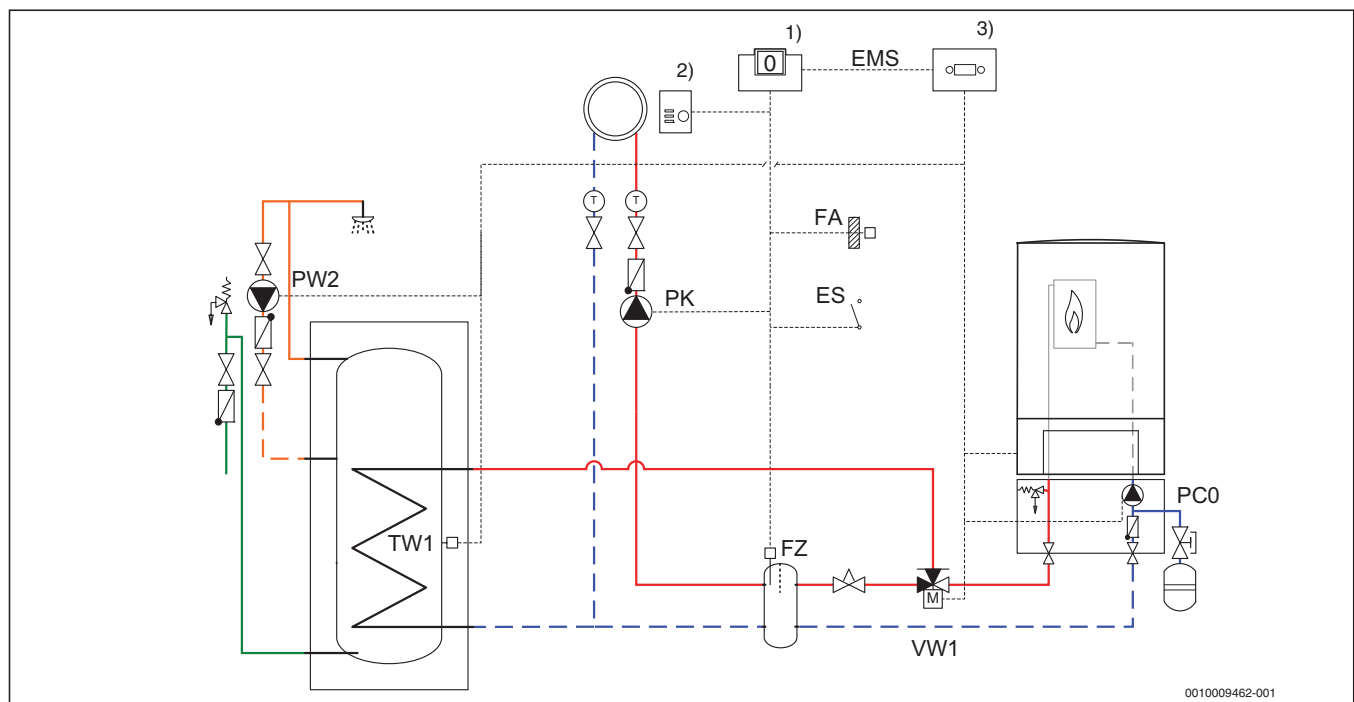 1)
3)
EMS
0
2)
T
T
FA
PW2
PK
ES
PC0
TW1
FZ
M
VW1
0010009462-001